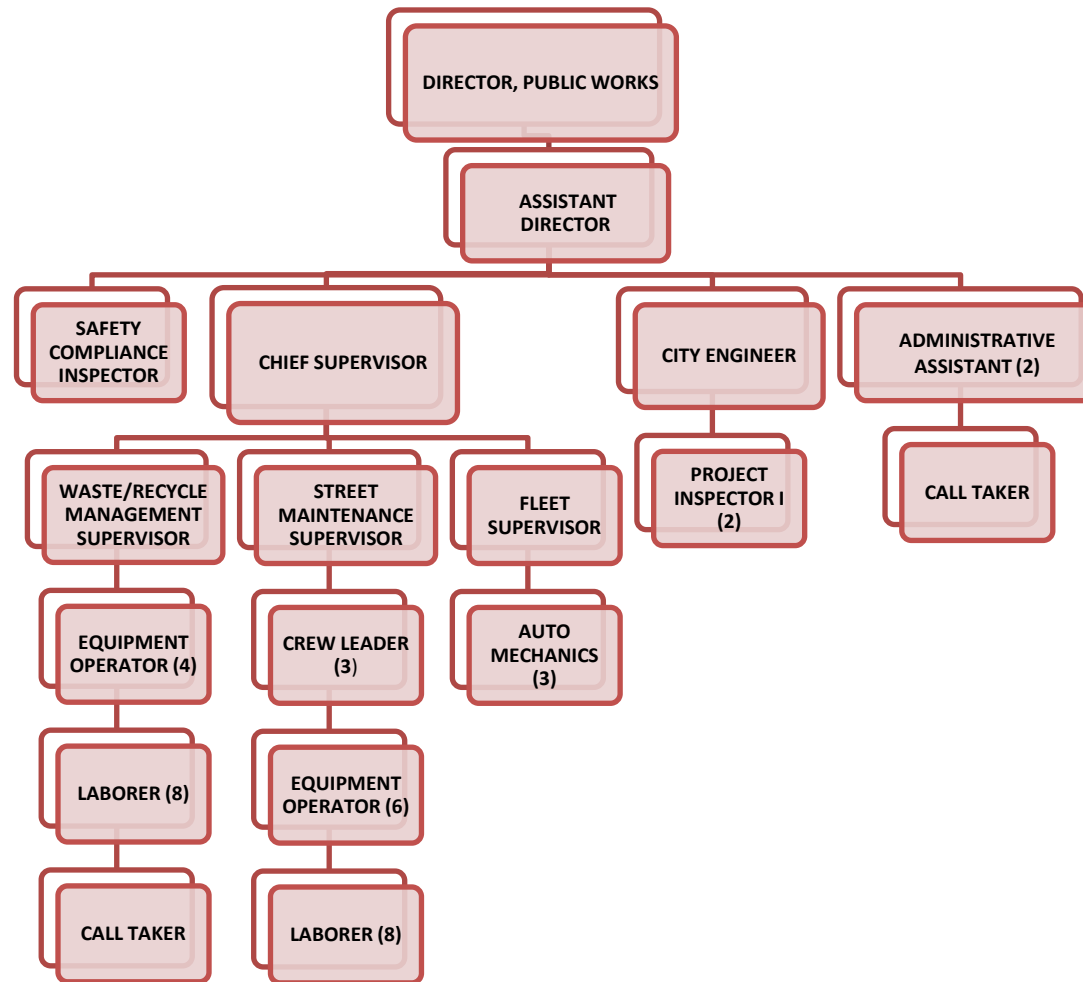 DIRECTOR, PUBLIC WORKS
ASSISTANT
DIRECTOR
SAFETY
COMPLIANCE
INSPECTOR
CHIEF SUPERVISOR
CITY ENGINEER
ADMINISTRATIVE
ASSISTANT (2)
WASTE/RECYCLE
MANAGEMENT
SUPERVISOR
STREET
MAINTENANCE
SUPERVISOR
FLEET
SUPERVISOR
PROJECT
INSPECTOR I
(2)
CALL TAKER
EQUIPMENT
OPERATOR (4)
CREW LEADER
(3)
AUTO
MECHANICS
(3)
LABORER (8)
EQUIPMENT
OPERATOR (6)
CALL TAKER
LABORER (8)